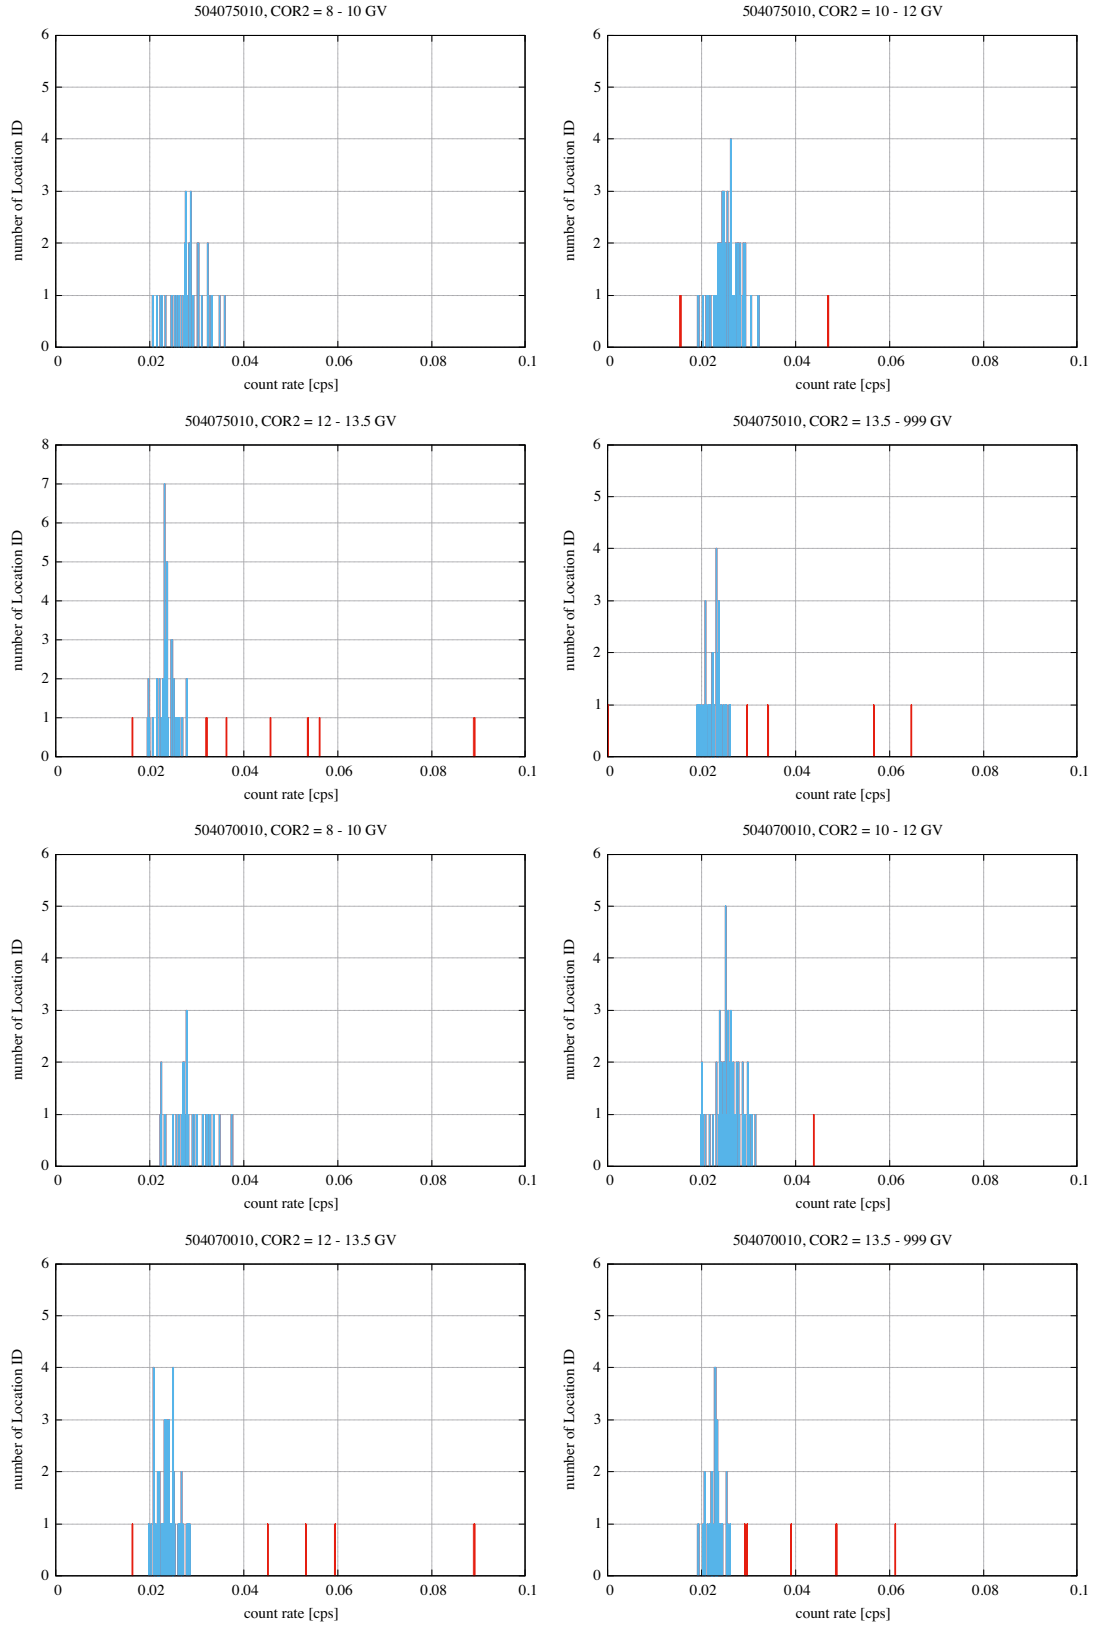 504075010, COR2 = 8 - 10 GV
number of Location ID
6
5
4
3
2
1
0
0 0.02 0.04 0.06 0.08 0.1
count rate [cps]
504075010, COR2 = 10 - 12 GV
number of Location ID
6
5
4
3
2
1
0
0 0.02 0.04 0.06 0.08 0.1
count rate [cps]
504075010, COR2 = 12 - 13.5 GV
number of Location ID
8
7
6
5
4
3
2
1
0
0 0.02 0.04 0.06 0.08 0.1
count rate [cps]
504075010, COR2 = 13.5 - 999 GV
number of Location ID
6
5
4
3
2
1
0
0 0.02 0.04 0.06 0.08 0.1
count rate [cps]
504070010, COR2 = 8 - 10 GV
number of Location ID
6
5
4
3
2
1
0
0 0.02 0.04 0.06 0.08 0.1
count rate [cps]
504070010, COR2 = 10 - 12 GV
number of Location ID
6
5
4
3
2
1
0
0 0.02 0.04 0.06 0.08 0.1
count rate [cps]
504070010, COR2 = 12 - 13.5 GV
number of Location ID
6
5
4
3
2
1
0
0 0.02 0.04 0.06 0.08 0.1
count rate [cps]
504070010, COR2 = 13.5 - 999 GV
number of Location ID
6
5
4
3
2
1
0
0 0.02 0.04 0.06 0.08 0.1
count rate [cps]